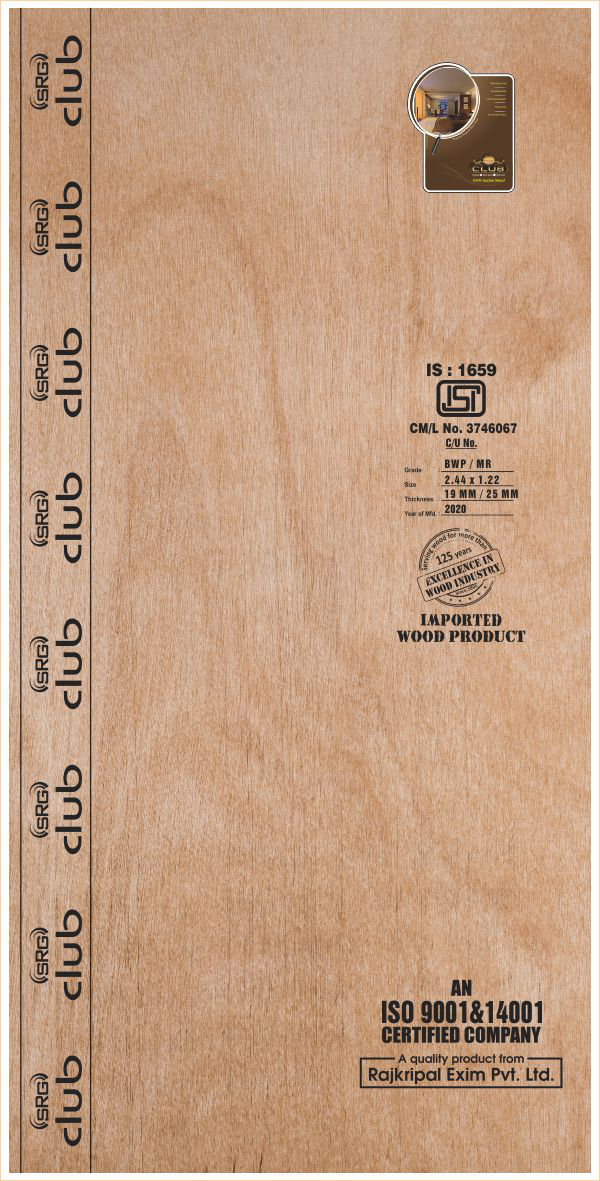 SRG
club
SRG
club
SRG
club
SRG
club
SRG
club
SRG
club
SRG
club
SRG
club
CLUB
IS : 1659
ISI
CM/L No. 3746067
C/U No.
Grade BWP / MR
Size 2.44 x 1.22
Thickness 19 MM / 25 MM
Year of Mfd. 2020
Serving wood for more than
125 years
EXCELLENCE IN
WOOD INDUSTRY
IMPORTED
WOOD PRODUCT
AN
ISO 9001&14001
CERTIFIED COMPANY
A quality product from
Rajkripal Exim Pvt. Ltd.